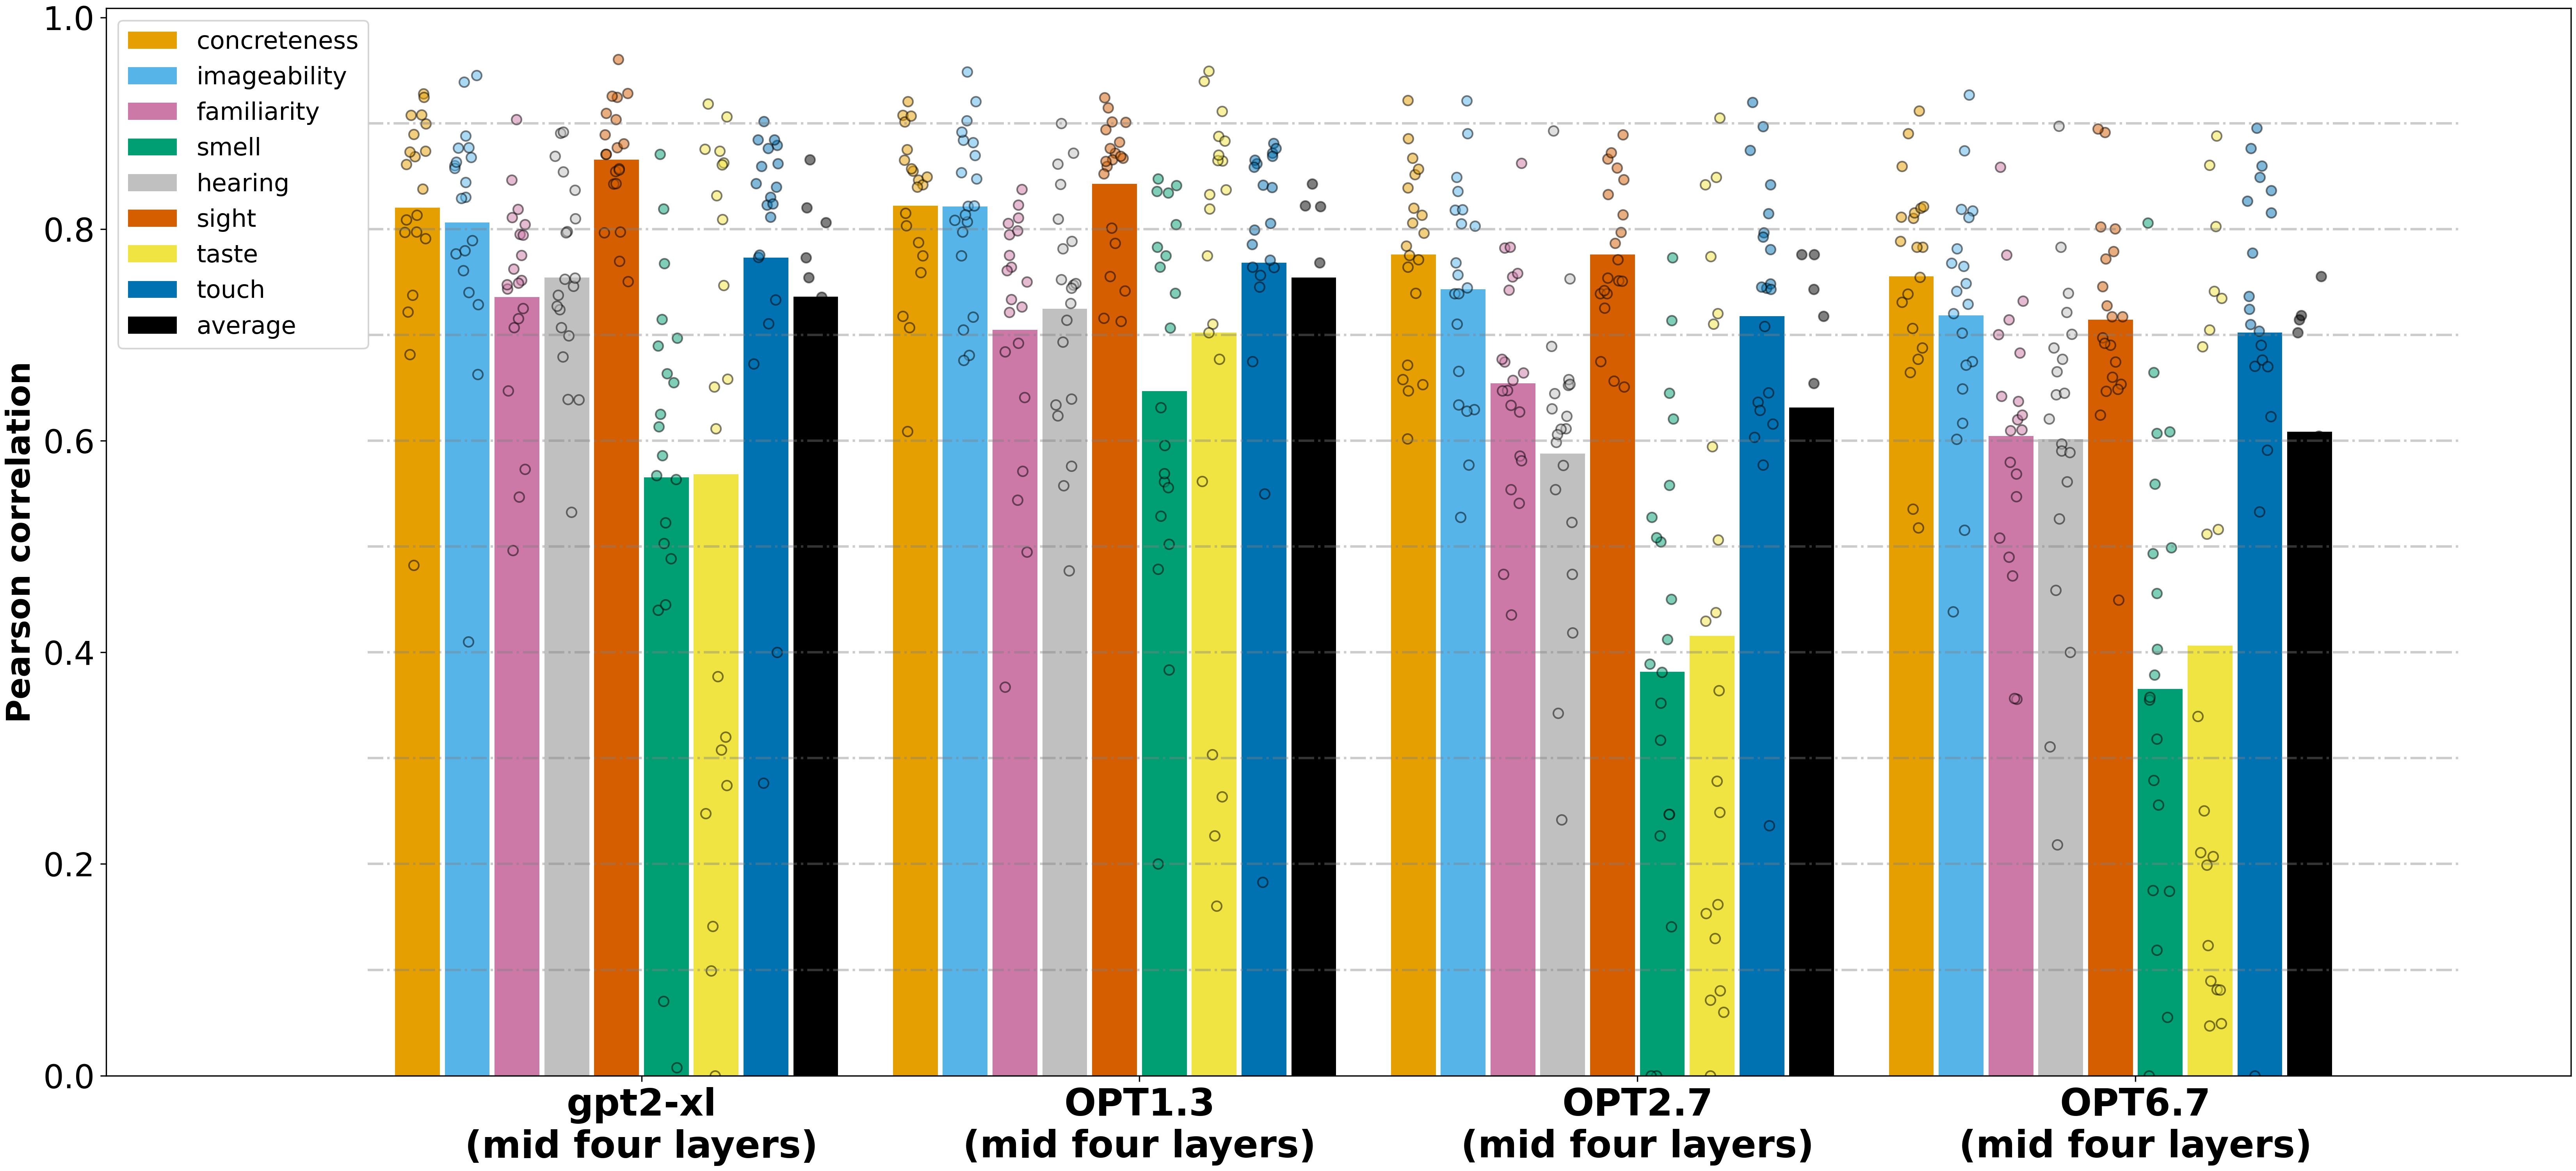 1.0
0.8
0.6
0.4
0.2
0.0
Pearson correlation
concreteness
imageability
familiarity
smell
hearing
sight
taste
touch
average
gpt2-xl
(mid four layers)
OPT1.3
(mid four layers)
OPT2.7
(mid four layers)
OPT6.7
(mid four layers)